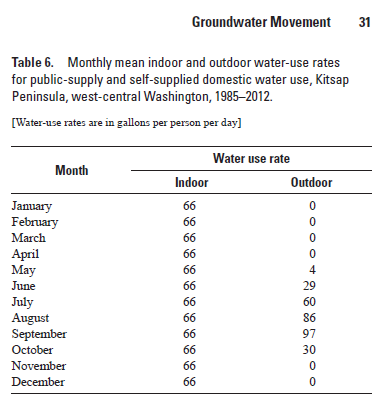 Groundwater Movement 31
Table 6. Monthly mean indoor and outdoor water-use rates
for public-supply and self-supplied domestic water use, Kitsap
Peninsula, west-central Washington, 1985–2012.
[Water-use rates are in gallons per person per day]
Month Water use rate
Indoor Outdoor
January 66 0
February 66 0
March 66 0
April 66 0
May 66 4
June 66 29
July 66 60
August 66 86
September 66 97
October 66 30
November 66 0
December 66 0